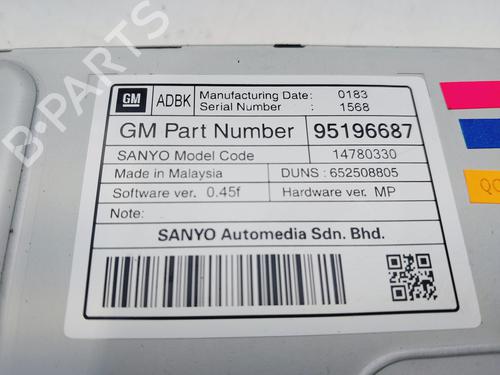 GM ADBK Manufacturing Date: 0183
Serial Number : 1568
GM Part Number 95196687
SANYO Model Code 14780330
Made in Malaysia DUNS : 652508805
Software ver. 0.45f Hardware ver. MP
Note:
SANYO Automedia Sdn. Bhd.
QC
B-PARTS